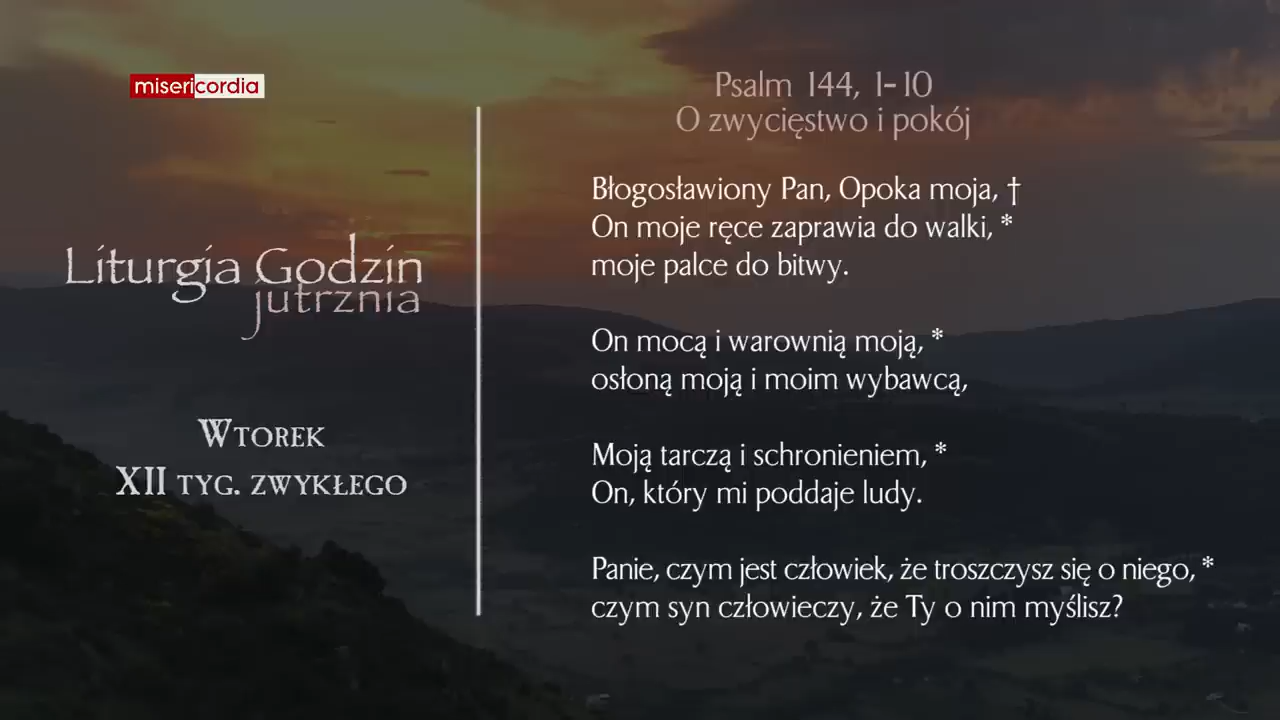 misericordia
Liturgia Godzin
jutrznia
Wtorek
XII tyg. zwykłego
Psalm 144, 1-10
O zwycięstwo i pokój
Błogosławiony Pan, Opoka moja, †
On moje ręce zaprawia do walki, *
moje palce do bitwy.
On mocą i warownią moją, *
osłoną moją i moim wybawcą,
Moją tarczą i schronieniem, *
On, który mi poddaje ludy.
Panie, czym jest człowiek, że troszczysz się o niego, *
czym syn człowieczy, że Ty o nim myślisz?